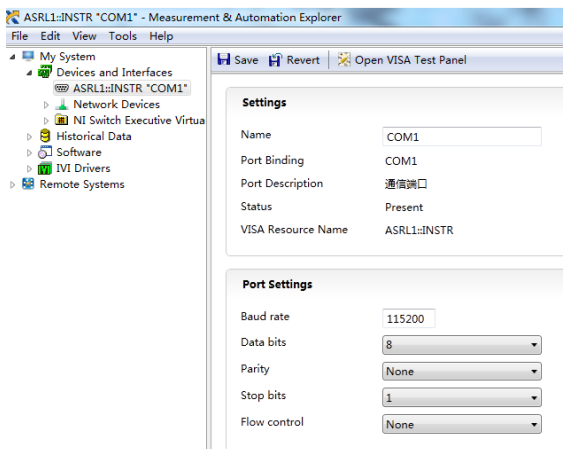 ASRL1::INSTR "COM1" - Measurement & Automation Explorer
File Edit View Tools Help
My System
Devices and Interfaces
ASRL1::INSTR "COM1"
Network Devices
NI Switch Executive Virtua
Historical Data
Software
IVI Drivers
Remote Systems
Save Revert Open VISA Test Panel
Settings
Name COM1
Port Binding COM1
Port Description 通信端口
Status Present
VISA Resource Name ASRL1::INSTR
Port Settings
Baud rate 115200
Data bits 8
Parity None
Stop bits 1
Flow control None